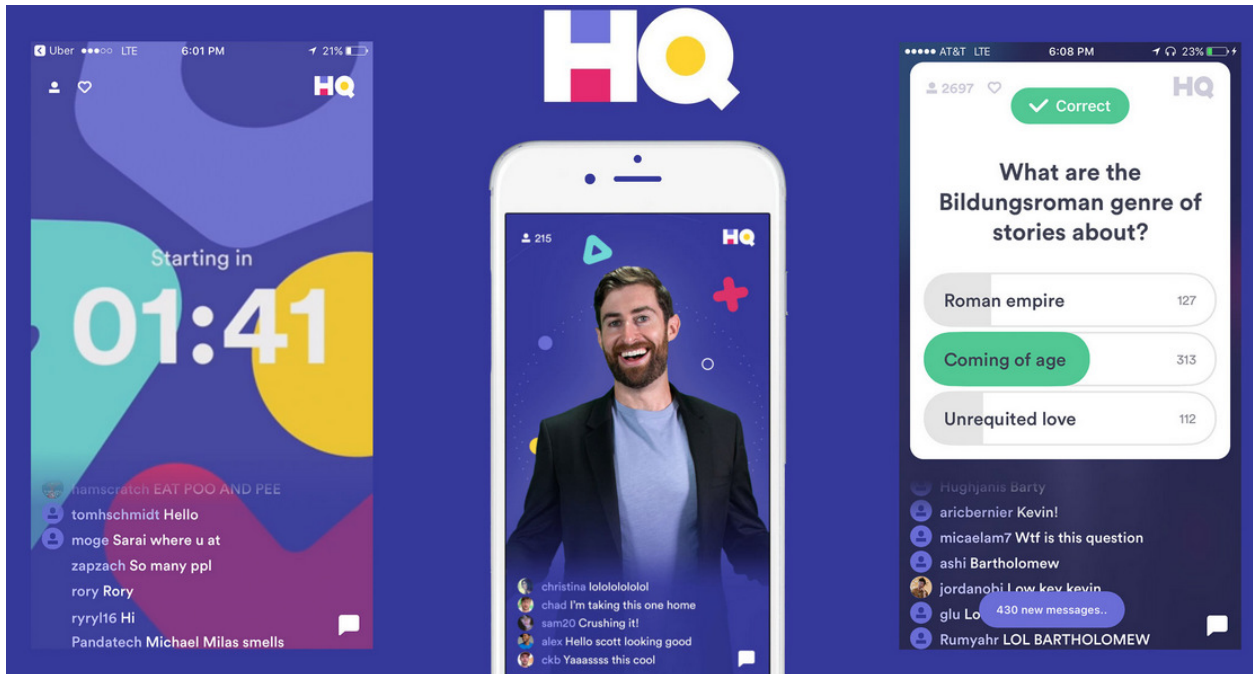 HQ
Uber LTE 6:01 PM 21%
HQ
Starting in
01:41
hamscratch EAT POO AND PEE
tomhschmidt Hello
moge Sarai where u at
zapzach So many ppl
rory Rory
ryryl16 Hi
Pandatech Michael Milas smells
215 HQ
christina lolololololol
chad I'm taking this one home
sam20 Crushing it!
alex Hello scott looking good
ckb Yaaassss this cool
AT&T LTE 6:08 PM 23%
2697 HQ
Correct
What are the
Bildungsroman genre of
stories about?
Roman empire 127
Coming of age 313
Unrequited love 112
Hughjanis Barty
aricbernier Kevin!
micaelam7 Wtf is this question
ashi Bartholomew
jordanobi Low key kevin
glu Lo
430 new messages..
Rumyahr LOL BARTHOLOMEW